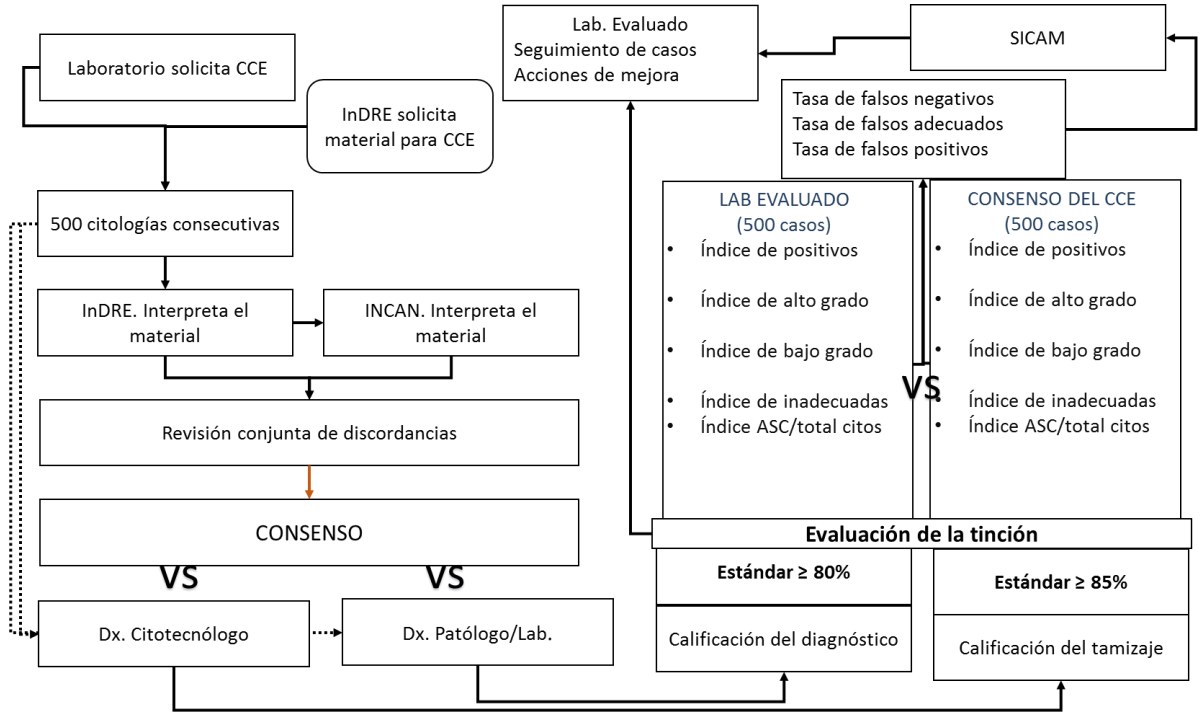 Laboratorio solicita CCE
InDRE solicita
material para CCE
500 citologías consecutivas
InDRE. Interpreta el
material
INCAN. Interpreta el
material
Revisión conjunta de discordancias
CONSENSO
VS
VS
Dx. Citotecnólogo
Dx. Patólogo/Lab.
Lab. Evaluado
Seguimiento de casos
Acciones de mejora
SICAM
Tasa de falsos negativos
Tasa de falsos adecuados
Tasa de falsos positivos
LAB EVALUADO
(500 casos)
• Índice de positivos
• Índice de alto grado
• Índice de bajo grado
• Índice de inadecuadas
• Índice ASC/total citos
VS
CONSENSO DEL CCE
(500 casos)
• Índice de positivos
• Índice de alto grado
• Índice de bajo grado
• Índice de inadecuadas
• Índice ASC/total citos
Evaluación de la tinción
Estándar ≥ 80%
Calificación del diagnóstico
Estándar ≥ 85%
Calificación del tamizaje